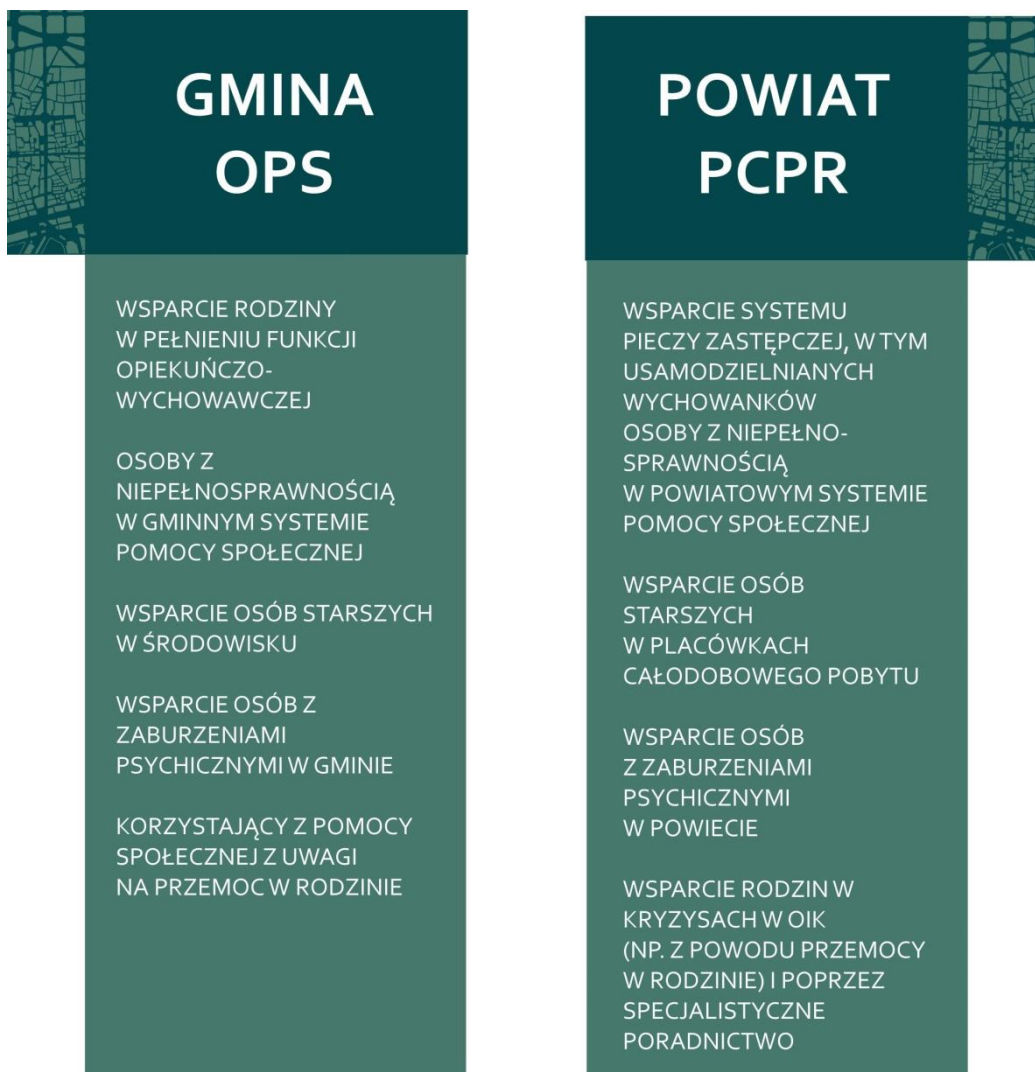 GMINA
OPS
WSPARCIE RODZINY
W PEŁNIENIU FUNKCJI
OPIEKUŃCZO-
WYCHOWAWCZEJ
OSOBY Z
NIEPEŁNOSPRAWNOŚCIĄ
W GMINNYM SYSTEMIE
POMOCY SPOŁECZNEJ
WSPARCIE OSÓB STARSZYCH
W ŚRODOWISKU
WSPARCIE OSÓB Z
ZABURZENIAMI
PSYCHICZNYMI W GMINIE
KORZYSTAJĄCY Z POMOCY
SPOŁECZNEJ Z UWAGI
NA PRZEMOC W RODZINIE
POWIAT
PCPR
WSPARCIE SYSTEMU
PIECZY ZASTĘPCZEJ, W TYM
USAMODZIELNIANYCH
WYCHOWANKÓW
OSOBY Z NIEPEŁNO-
SPRAWNOŚCIĄ
W POWIATOWYM SYSTEMIE
POMOCY SPOŁECZNEJ
WSPARCIE OSÓB
STARSZYCH
W PLACÓWKACH
CAŁODOBOWEGO POBYTU
WSPARCIE OSÓB
Z ZABURZENIAMI
PSYCHICZNYMI
W POWIECIE
WSPARCIE RODZIN W
KRYZYSACH W OIK
(NP. Z POWODU PRZEMOCY
W RODZINIE) I POPRZEZ
SPECJALISTYCZNE
PORADNICTWO